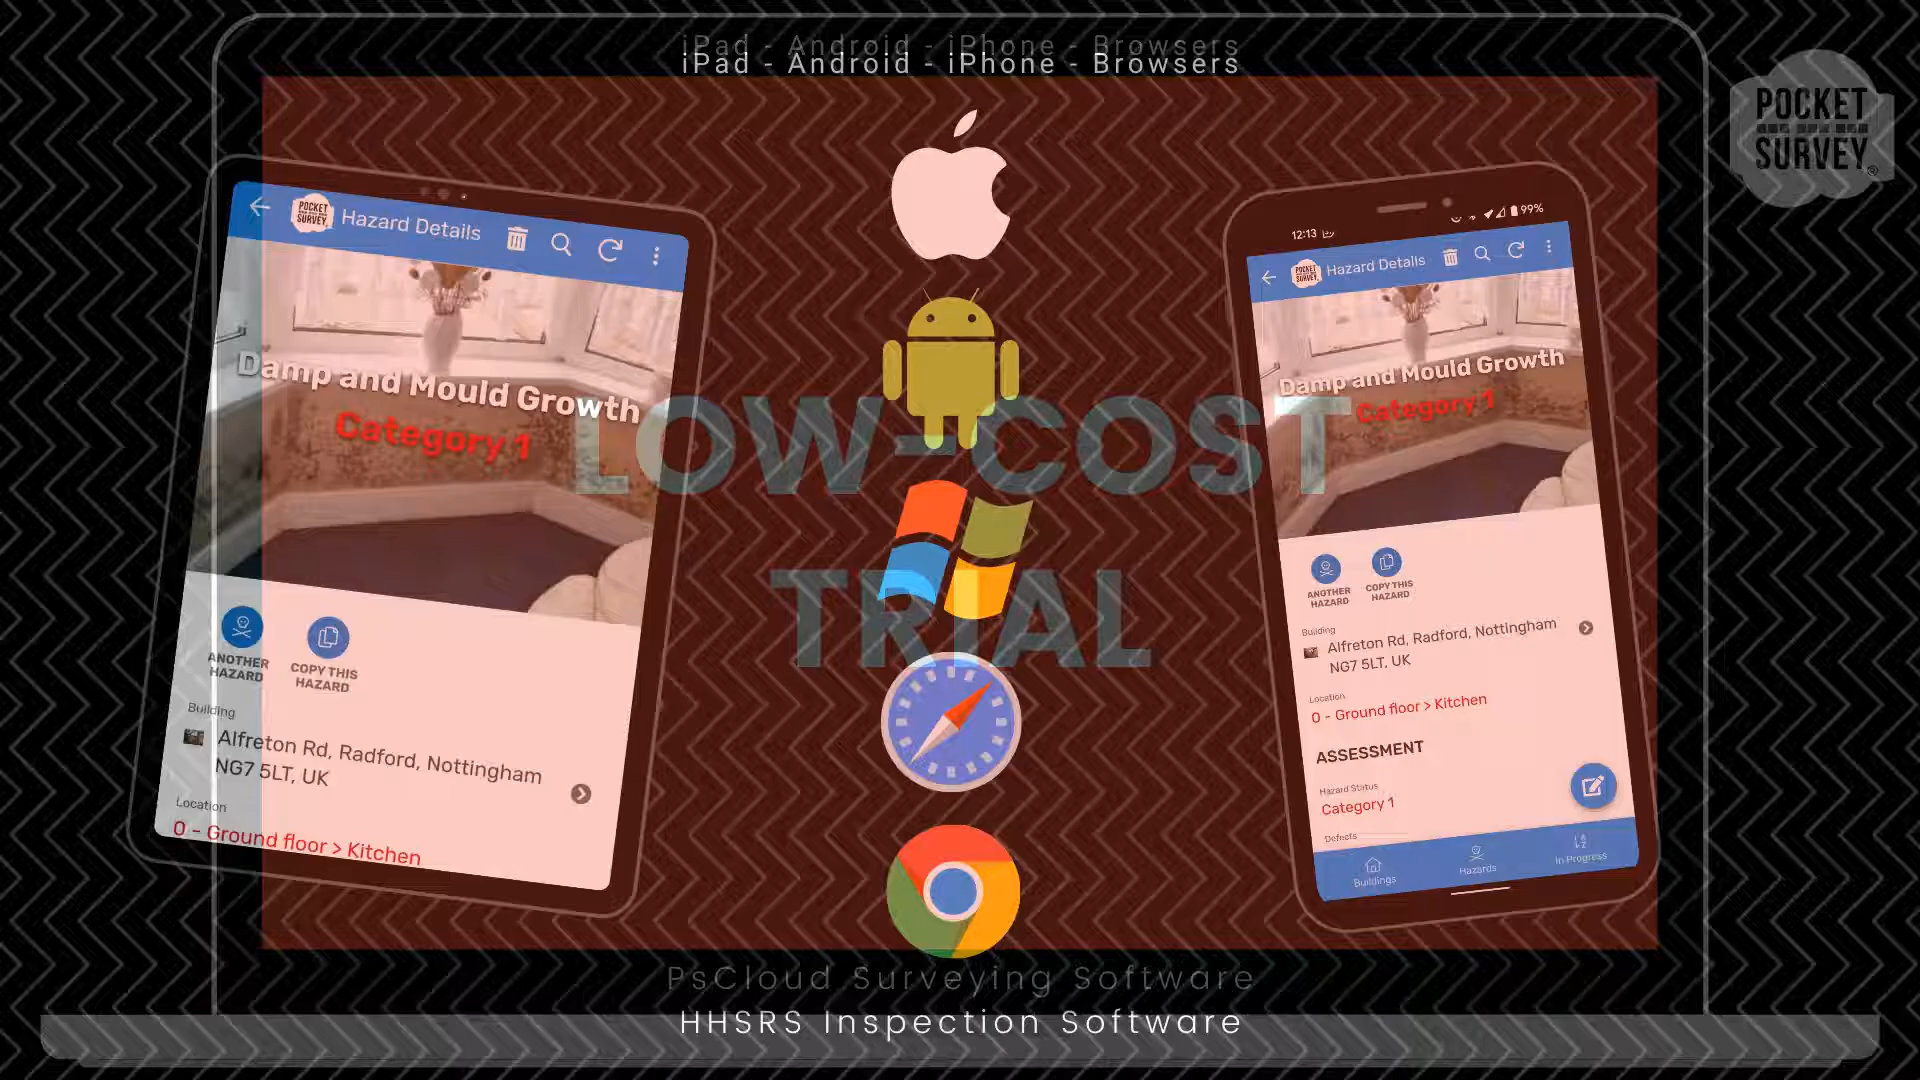 iPad - Android - iPhone - Browsers
iPad - Android - iPhone - Browsers
POCKET
SURVEY
POCKET
SURVEY
Hazard Details
Damp and Mould Growth
Category 1
ANOTHER
HAZARD
COPY THIS
HAZARD
Building
Alfreton Rd, Radford, Nottingham
NG7 5LT, UK
Location
0 - Ground floor > Kitchen
LOW-COST
TRIAL
12:13
99%
POCKET
SURVEY
Hazard Details
Damp and Mould Growth
Category 1
ANOTHER
HAZARD
COPY THIS
HAZARD
Building
Alfreton Rd, Radford, Nottingham
NG7 5LT, UK
Location
0 - Ground floor > Kitchen
ASSESSMENT
Hazard Status
Category 1
Defects
Buildings
Hazards
In Progress
PsCloud Surveying Software
HHSRS Inspection Software